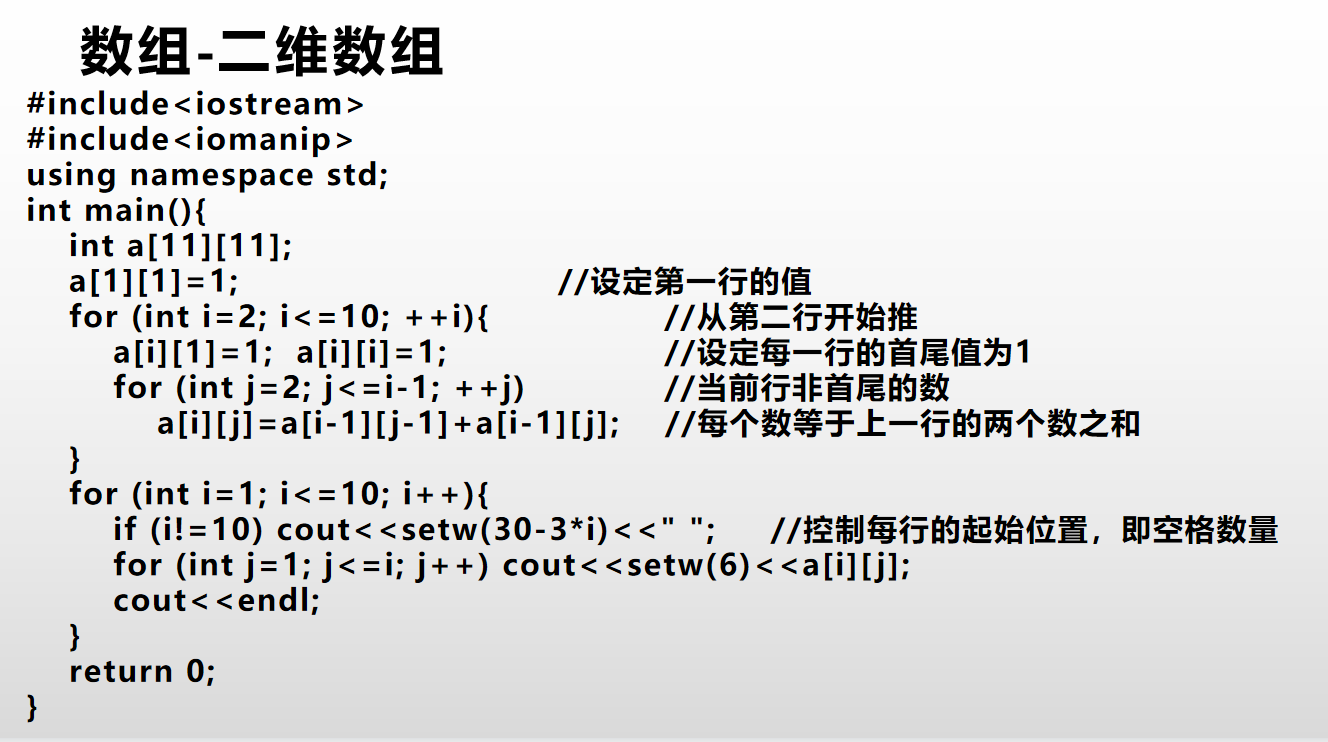 数组-二维数组
#include<iostream>
#include<iomanip>
using namespace std;
int main(){
int a[11][11];
a[1][1]=1; //设定第一行的值
for (int i=2; i<=10; ++i){ //从第二行开始推
a[i][1]=1; a[i][i]=1; //设定每一行的首尾值为1
for (int j=2; j<=i-1; ++j) //当前行非首尾的数
a[i][j]=a[i-1][j-1]+a[i-1][j]; //每个数等于上一行的两个数之和
}
for (int i=1; i<=10; i++){
if (i!=10) cout<<setw(30-3*i)<<" "; //控制每行的起始位置，即空格数量
for (int j=1; j<=i; j++) cout<<setw(6)<<a[i][j];
cout<<endl;
}
return 0;
}